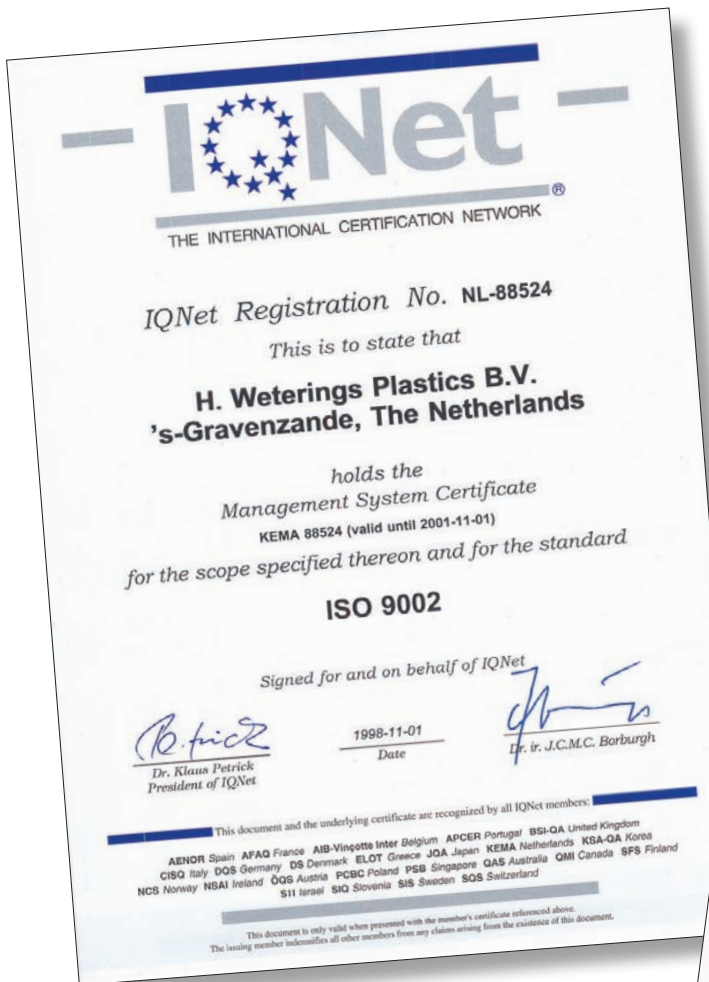 IQNet ®
THE INTERNATIONAL CERTIFICATION NETWORK
IQNet Registration No. NL-88524
This is to state that
H. Weterings Plastics B.V.
's-Gravenzande, The Netherlands
holds the
Management System Certificate
KEMA 88524 (valid until 2001-11-01)
for the scope specified thereon and for the standard
ISO 9002
Signed for and on behalf of IQNet
1998-11-01
Dr. Klaus Petrick Date Dr. ir. J.C.M.C. Borburgh
President of IQNet
This document and the underlying certificate are recognized by all IQNet members:
AENOR Spain AFAQ France AIB-Vinçotte Inter Belgium APCER Portugal BSI-QA United Kingdom
CISQ Italy DQS Germany DS Denmark ELOT Greece JQA Japan KEMA Netherlands KSA-QA Korea
NCS Norway NSAI Ireland ÖQS Austria PCBC Poland PSB Singapore QAS Australia QMI Canada SFS Finland
SII Israel SIQ Slovenia SIS Sweden SQS Switzerland
This document is only valid when presented with the member's certificate referenced above.
The issuing member indemnifies all other members from any claims arising from the existence of this document.